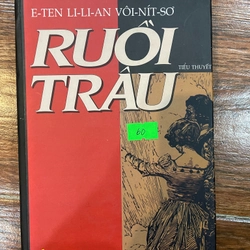 E-TEN LI-LI-AN VÔI-NÍT-SƠ
RUỒI
TIỂU THUYẾT
TRÂU
60